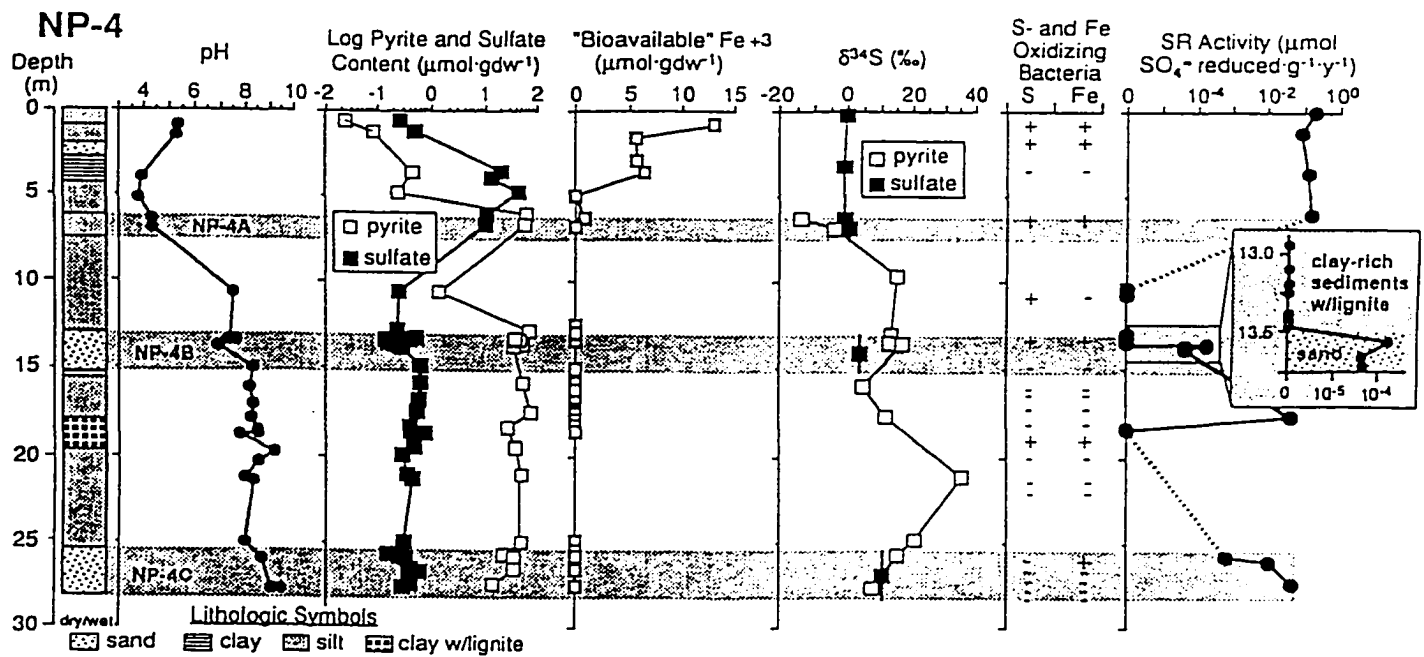 NP-4
Depth
(m)
pH
Log Pyrite and Sulfate
Content (μmol·gdw⁻¹)
"Bioavailable" Fe +3
(μmol·gdw⁻¹)
δ³⁴S (‰)
S- and Fe
Oxidizing
Bacteria
S Fe
SR Activity (μmol
SO₄⁼ reduced·g⁻¹·y⁻¹)
4 6 8 10
-2 -1 0 1 2
0 5 10 15
-20 0 20 40
0 10⁻⁴ 10⁻² 10⁰
0
5
10
15
20
25
30
NP-4A
NP-4B
NP-4C
pyrite
sulfate
pyrite
sulfate
+ +
+ +
- -
+ +
+ -
+ +
- -
- -
- -
- -
+ +
- -
- -
- -
13.0
13.5
clay-rich
sediments
w/lignite
sand
0 10⁻⁵ 10⁻⁴
dry/wet
Lithologic Symbols
sand clay silt clay w/lignite